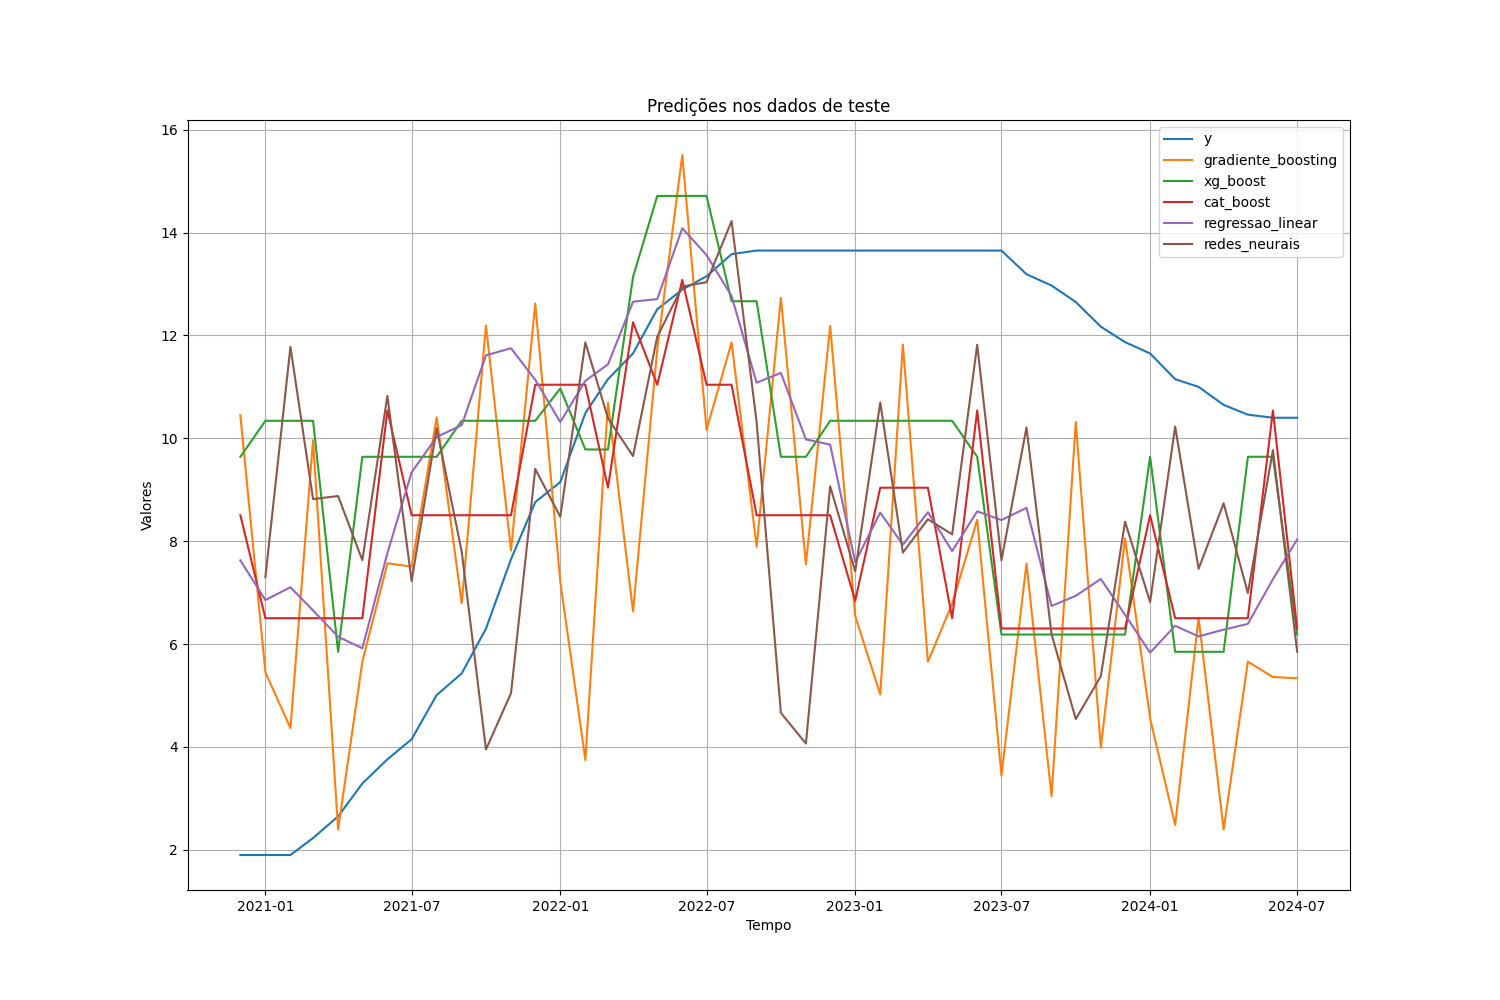 Predições nos dados de teste
16
14
12
10
8
6
4
2
Valores
2021-01
2021-07
2022-01
2022-07
2023-01
2023-07
2024-01
2024-07
Tempo
y
gradiente_boosting
xg_boost
cat_boost
regressao_linear
redes_neurais